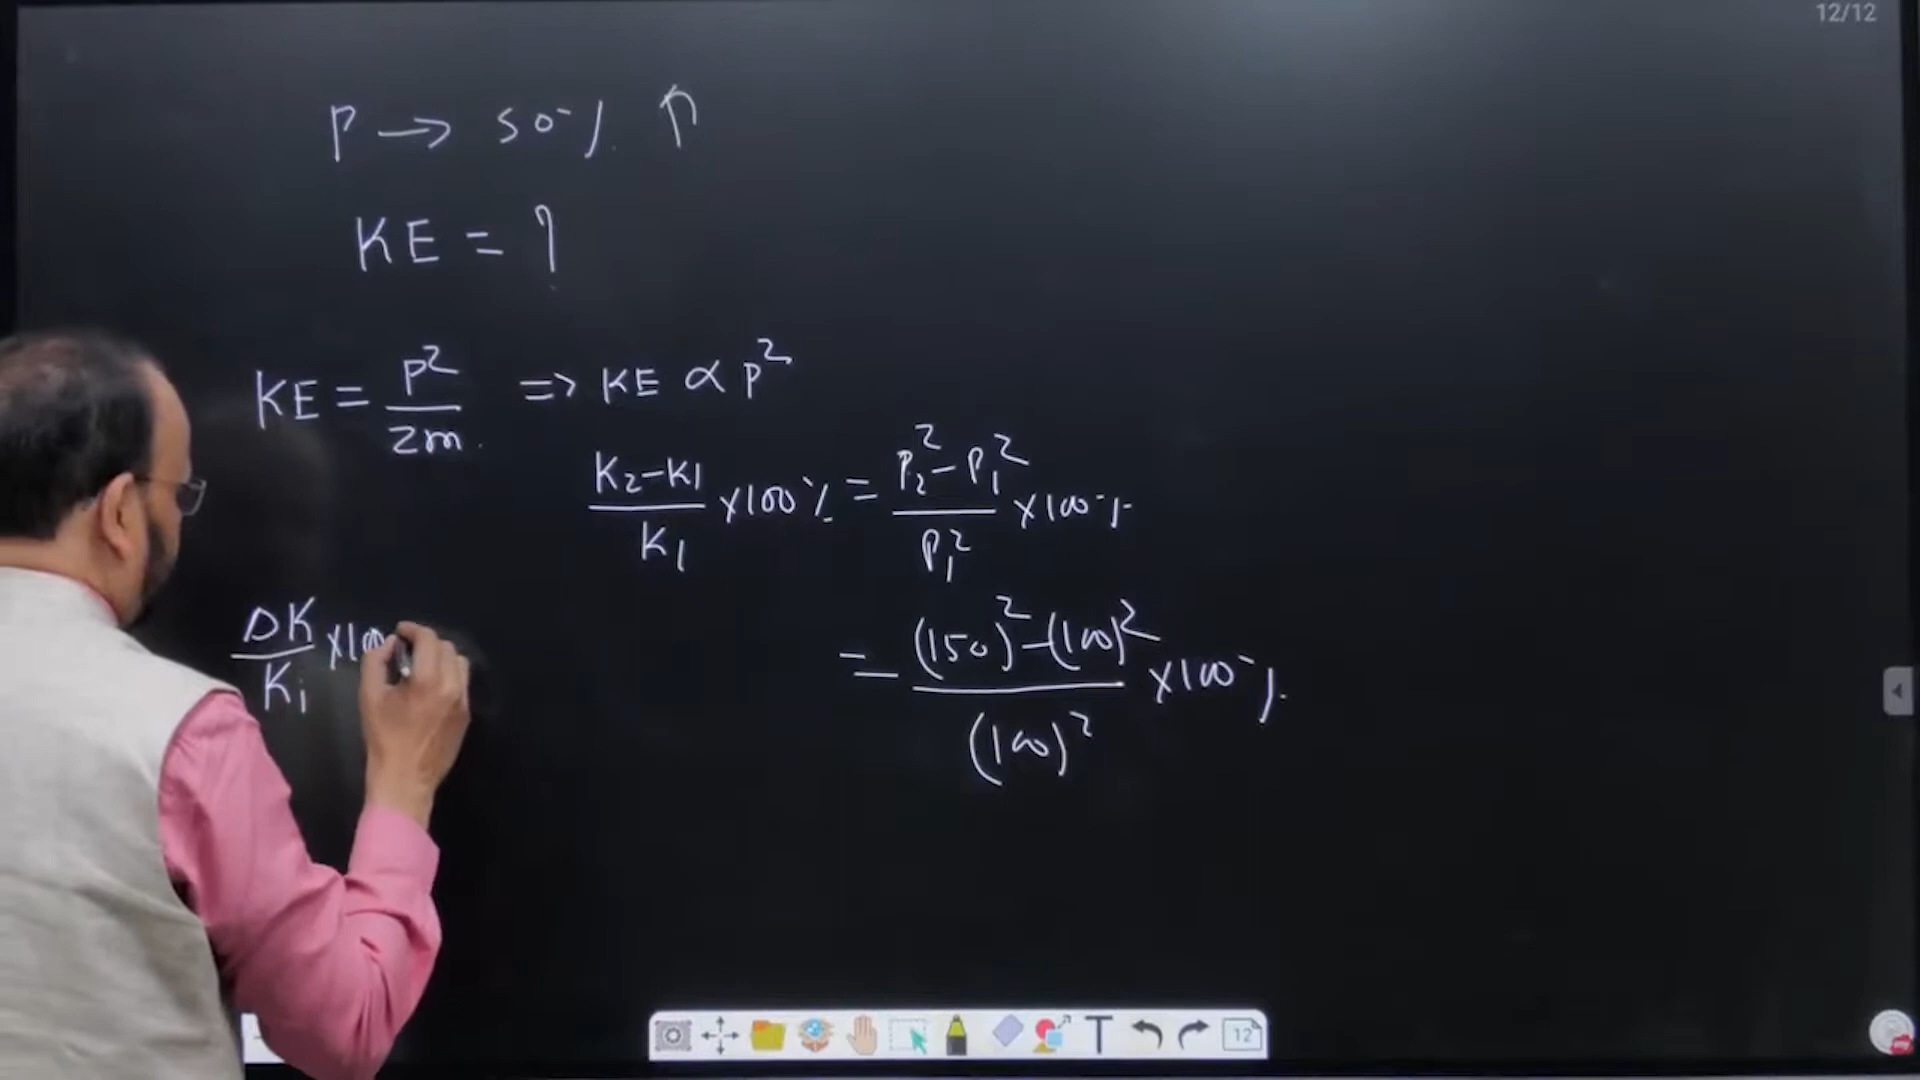 12/12
P → 50% ↑
KE = ?
KE = P²/2m ⇒ KE ∝ P²
K₂-K₁/K₁ ×100% = P₂²-P₁²/P₁² ×100%
ΔK/K₁ ×100
= (150)²-(100)²/(100)² ×100%
T
12